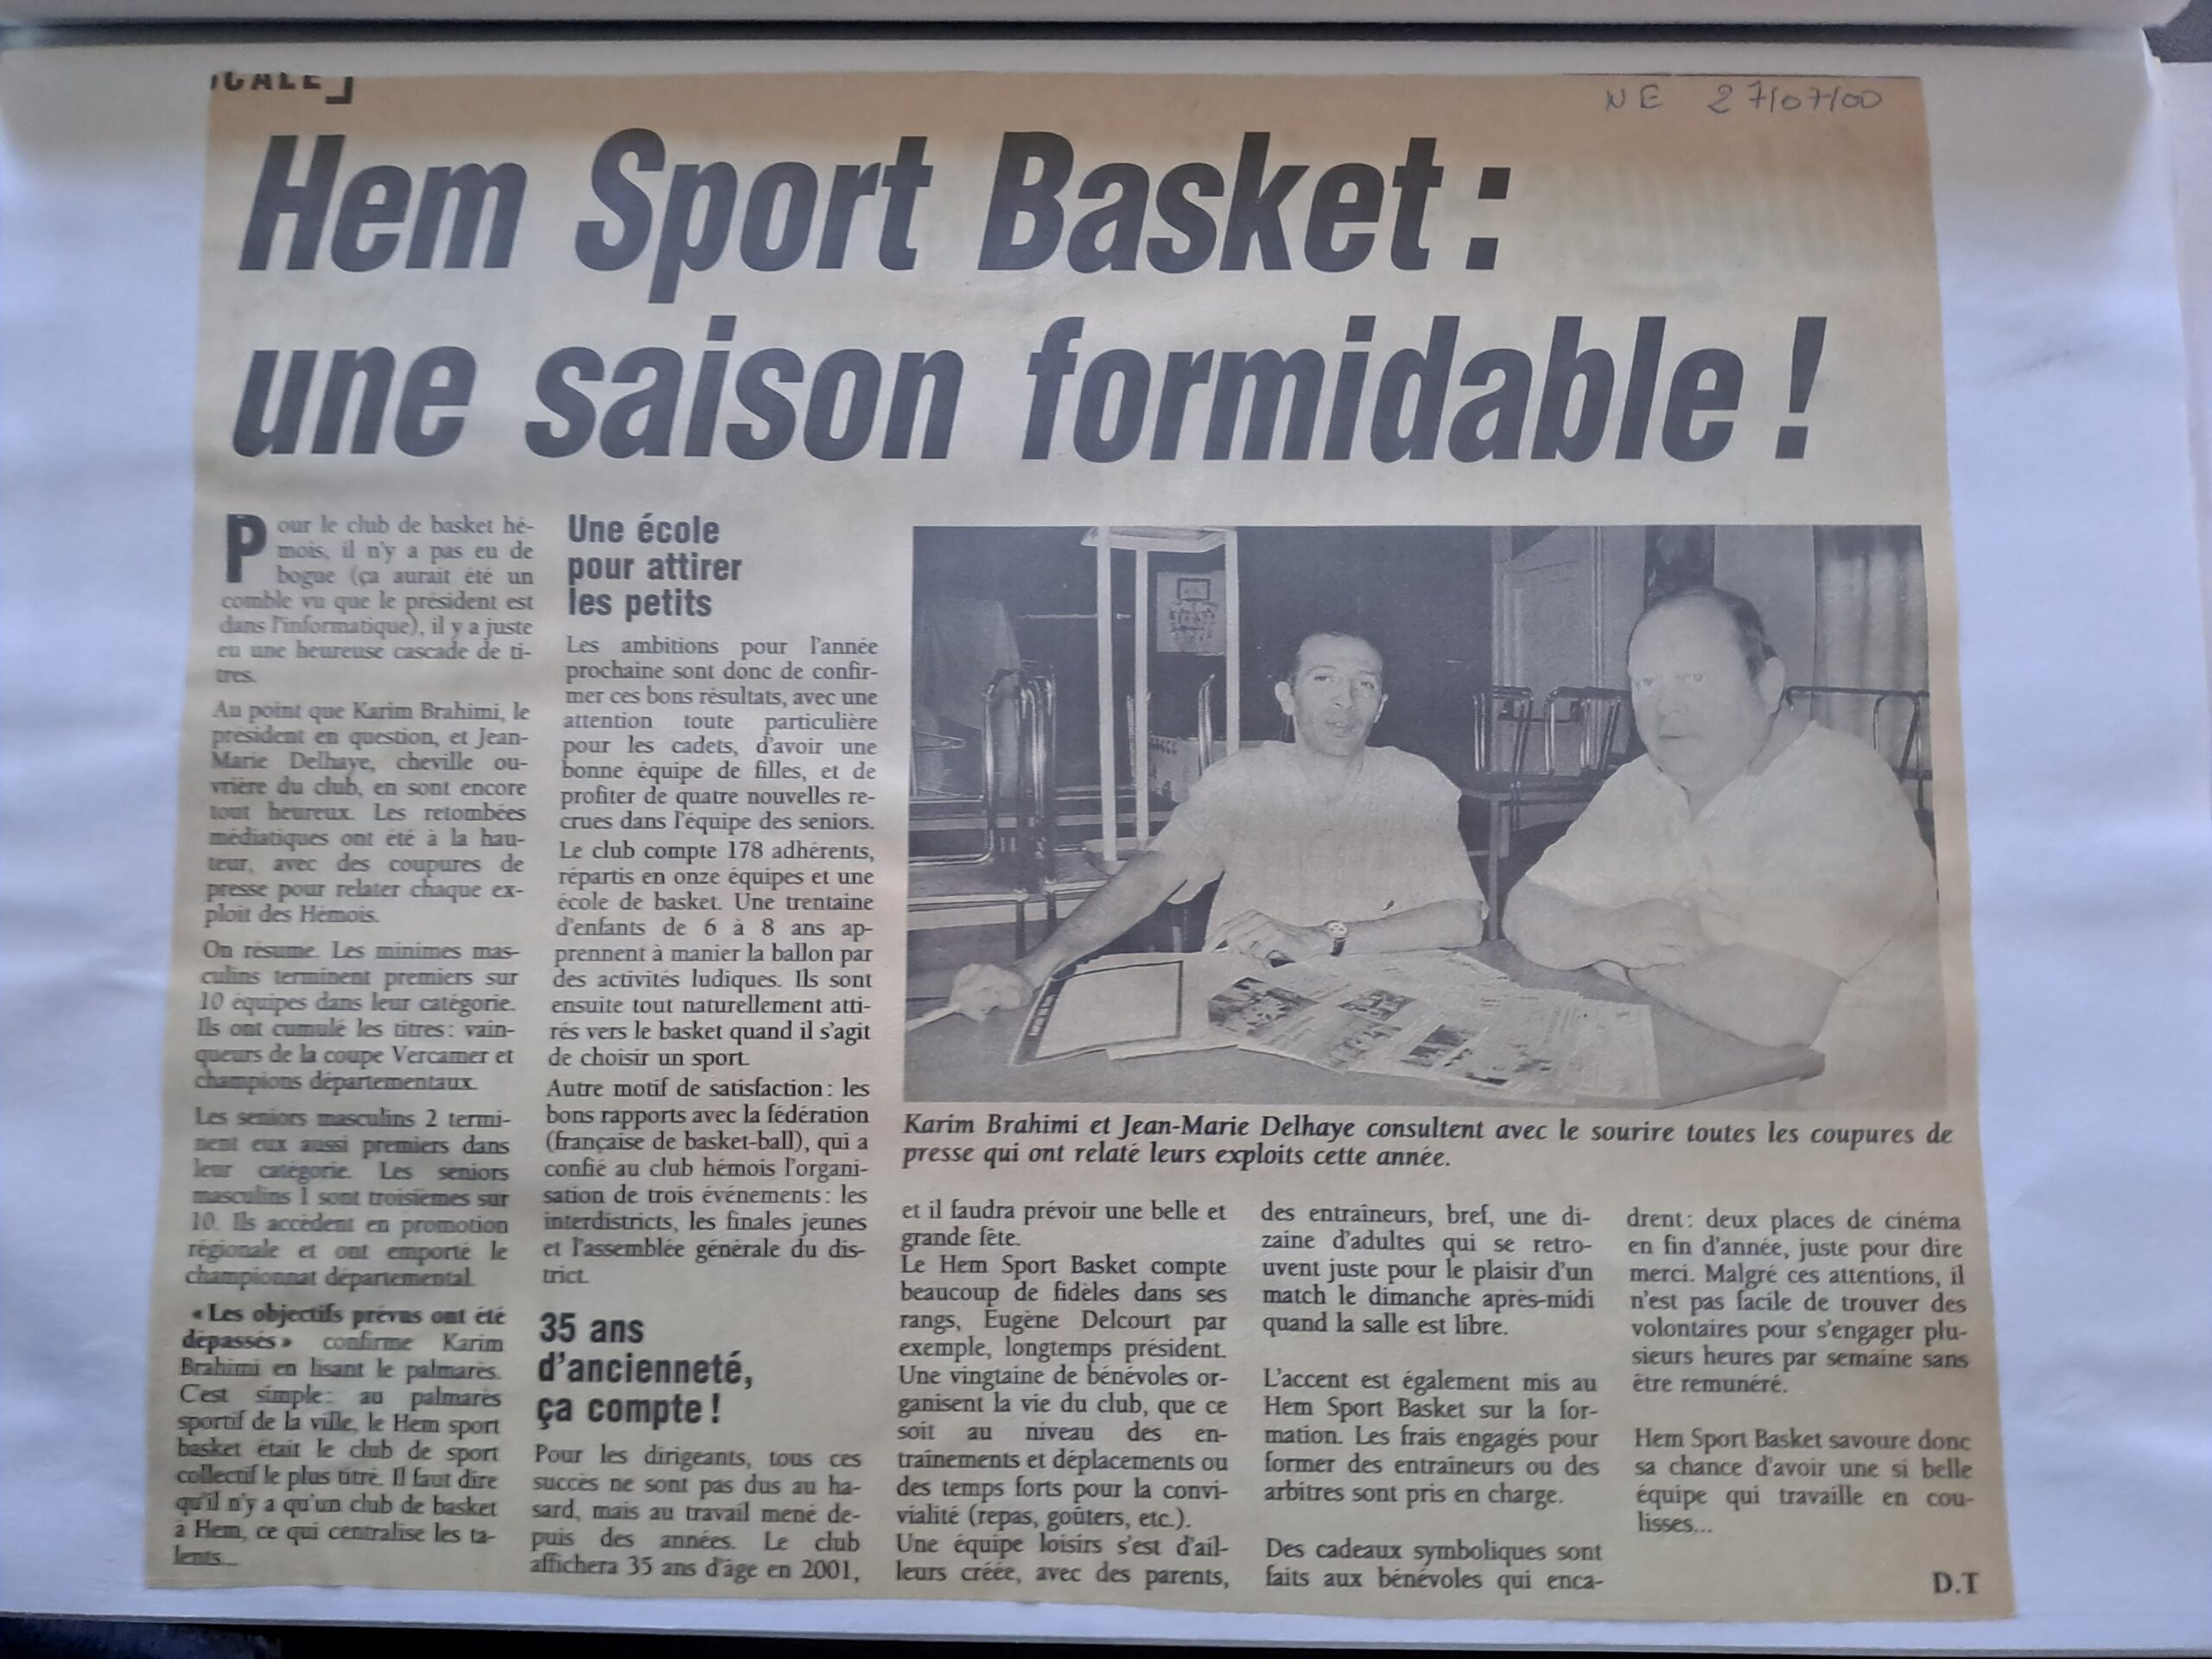 NE 27/07/00
Hem Sport Basket :
une saison formidable !
Pour le club de basket hé-
mois, il n'y a pas eu de
bogue (ça aurait été un
comble vu que le président est
dans l'informatique), il y a juste
eu une heureuse cascade de ti-
tres.
Au point que Karim Brahimi, le
président en question, et Jean-
Marie Delhaye, cheville ou-
vrière du club, en sont encore
tout heureux. Les retombées
médiatiques ont été à la hau-
teur, avec des coupures de
presse pour relater chaque ex-
ploit des Hémois.
On résume. Les minimes mas-
culins terminent premiers sur
10 équipes dans leur catégorie.
Ils ont cumulé les titres : vain-
queurs de la coupe Vercamer et
champions départementaux.
Les seniors masculins 2 termi-
nent eux aussi premiers dans
leur catégorie. Les seniors
masculins 1 sont troisièmes sur
10. Ils accèdent en promotion
régionale et ont emporté le
championnat départemental.
« Les objectifs prévus ont été
dépassés » confirme Karim
Brahimi en lisant le palmarès.
C'est simple : au palmarès
sportif de la ville, le Hem sport
basket était le club de sport
collectif le plus titré. Il faut dire
qu'il n'y a qu'un club de basket
à Hem, ce qui centralise les ta-
lents...
Une école
pour attirer
les petits
Les ambitions pour l'année
prochaine sont donc de confir-
mer ces bons résultats, avec une
attention toute particulière
pour les cadets, d'avoir une
bonne équipe de filles, et de
profiter de quatre nouvelles re-
crues dans l'équipe des seniors.
Le club compte 178 adhérents,
répartis en onze équipes et une
école de basket. Une trentaine
d'enfants de 6 à 8 ans ap-
prennent à manier la ballon par
des activités ludiques. Ils sont
ensuite tout naturellement atti-
rés vers le basket quand il s'agit
de choisir un sport.
Autre motif de satisfaction : les
bons rapports avec la fédération
(française de basket-ball), qui a
confié au club hémois l'organi-
sation de trois événements : les
interdistricts, les finales jeunes
et l'assemblée générale du dis-
trict.
35 ans
d'ancienneté,
ça compte !
Pour les dirigeants, tous ces
succès ne sont pas dus au ha-
sard, mais au travail mené de-
puis des années. Le club
affichera 35 ans d'âge en 2001,
Karim Brahimi et Jean-Marie Delhaye consultent avec le sourire toutes les coupures de
presse qui ont relaté leurs exploits cette année.
et il faudra prévoir une belle et
grande fête.
Le Hem Sport Basket compte
beaucoup de fidèles dans ses
rangs, Eugène Delcourt par
exemple, longtemps président.
Une vingtaine de bénévoles or-
ganisent la vie du club, que ce
soit au niveau des en-
traînements et déplacements ou
des temps forts pour la convi-
vialité (repas, goûters, etc.).
Une équipe loisirs s'est d'ail-
leurs créée, avec des parents,
des entraîneurs, bref, une di-
zaine d'adultes qui se retro-
uvent juste pour le plaisir d'un
match le dimanche après-midi
quand la salle est libre.
L'accent est également mis au
Hem Sport Basket sur la for-
mation. Les frais engagés pour
former des entraîneurs ou des
arbitres sont pris en charge.
Des cadeaux symboliques sont
faits aux bénévoles qui enca-
drent : deux places de cinéma
en fin d'année, juste pour dire
merci. Malgré ces attentions, il
n'est pas facile de trouver des
volontaires pour s'engager plu-
sieurs heures par semaine sans
être remunéré.
Hem Sport Basket savoure donc
sa chance d'avoir une si belle
équipe qui travaille en cou-
lisses...
D.T